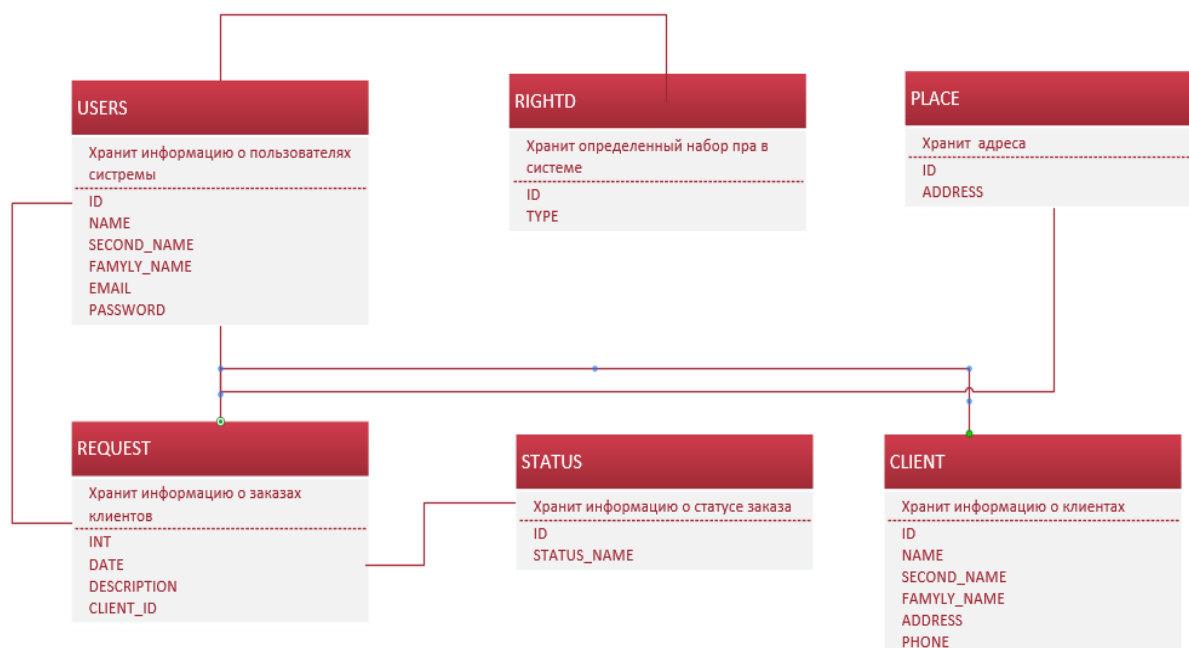 USERS
Хранит информацию о пользователях
систремы
ID
NAME
SECOND_NAME
FAMYLY_NAME
EMAIL
PASSWORD
RIGHTD
Хранит определенный набор пра в
системе
ID
TYPE
PLACE
Хранит адреса
ID
ADDRESS
REQUEST
Хранит информацию о заказах
клиентов
INT
DATE
DESCRIPTION
CLIENT_ID
STATUS
Хранит информацию о статусе заказа
ID
STATUS_NAME
CLIENT
Хранит информацию о клиентах
ID
NAME
SECOND_NAME
FAMYLY_NAME
ADDRESS
PHONE